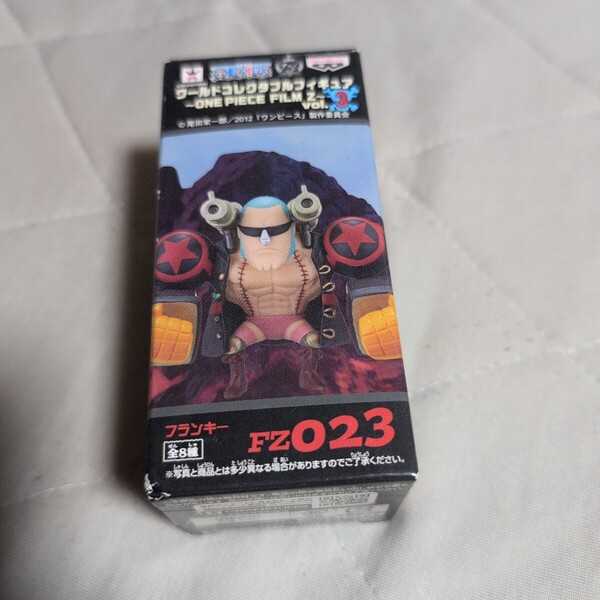 ONE PIECE
BANPRESTO
ワールドコレクタブルフィギュア
~ONE PIECE FILM Z~
vol.3
©尾田栄一郎/2012「ワンピース」製作委員会
フランキー
全8種
FZ023
※写真と商品とは多少異なる場合がありますのでご了承ください。